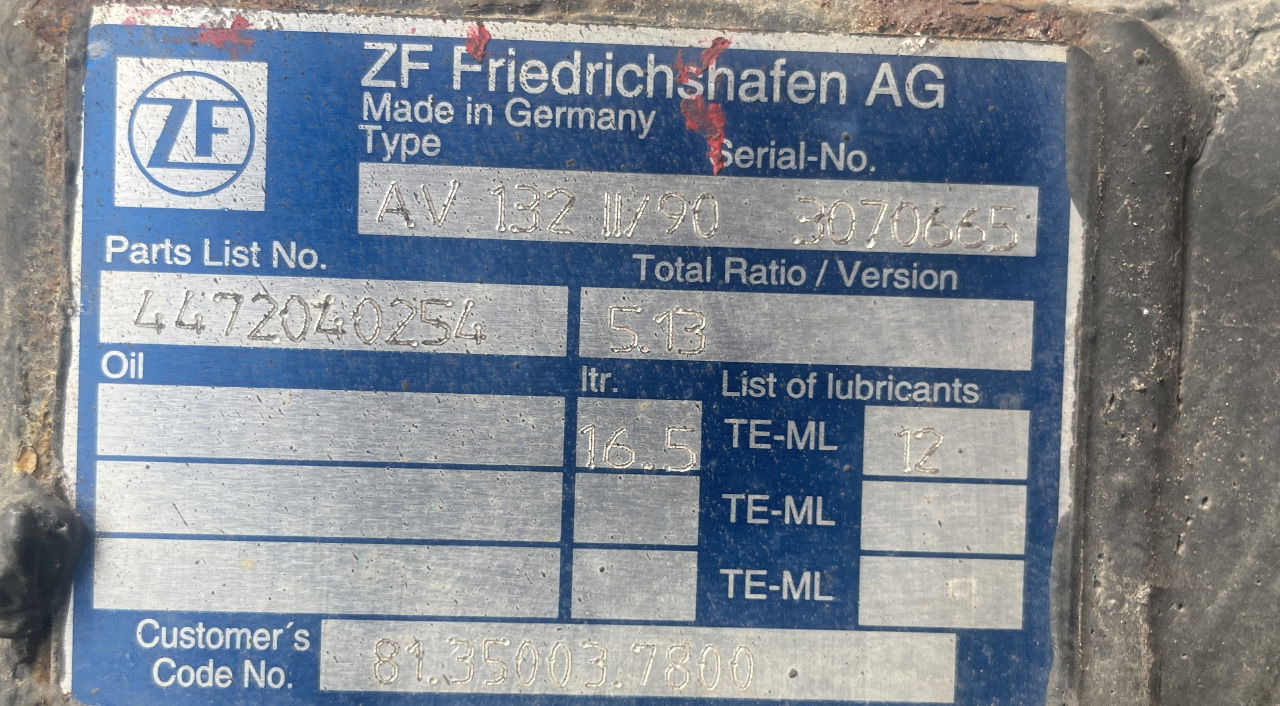 ZF
ZF Friedrichshafen AG
Made in Germany
Type Serial-No.
AV 132 II/90 3070665
Parts List No. Total Ratio / Version
4472040254 5.13
Oil ltr. List of lubricants
16.5 TE-ML 12
TE-ML
TE-ML
Customer´s
Code No.
81.35003.7800